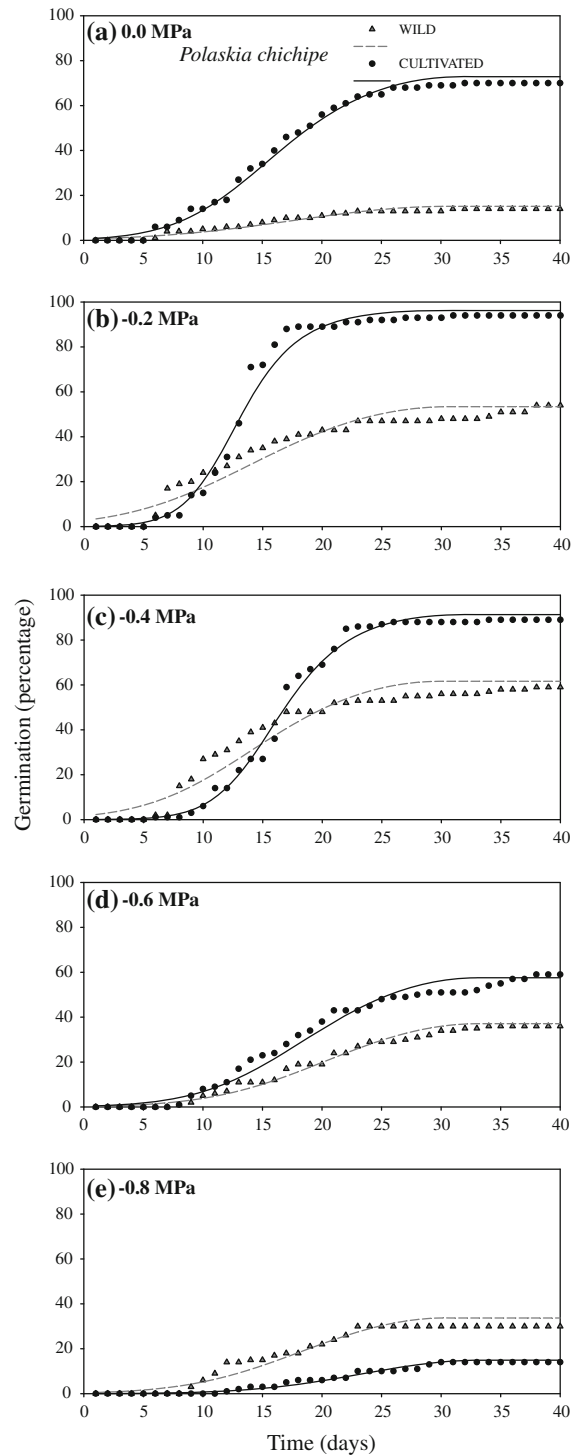 (a) 0.0 MPa
Polaskia chichipe
WILD
CULTIVATED
80
60
40
20
0
0 5 10 15 20 25 30 35 40
(b) -0.2 MPa
100
80
60
40
20
0
0 5 10 15 20 25 30 35 40
(c) -0.4 MPa
100
80
60
40
20
0
0 5 10 15 20 25 30 35 40
Germination (percentage)
(d) -0.6 MPa
100
80
60
40
20
0
0 5 10 15 20 25 30 35 40
(e) -0.8 MPa
100
80
60
40
20
0
0 5 10 15 20 25 30 35 40
Time (days)